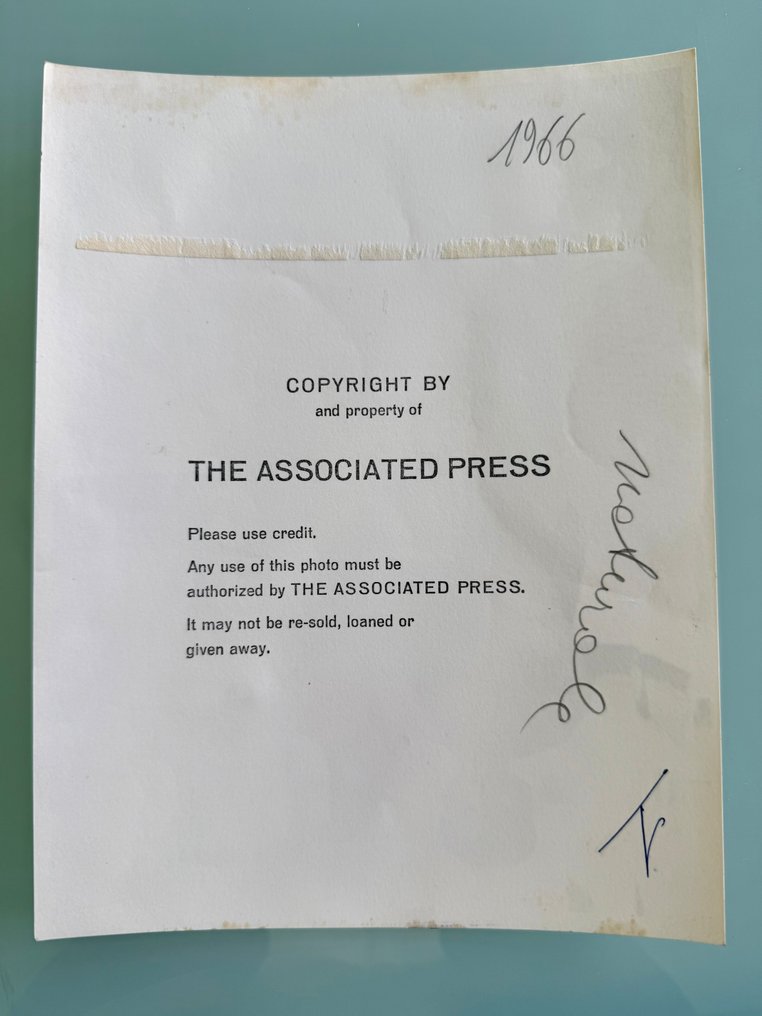 1966
COPYRIGHT BY
and property of
THE ASSOCIATED PRESS
Please use credit.
Any use of this photo must be
authorized by THE ASSOCIATED PRESS.
It may not be re-sold, loaned or
given away.